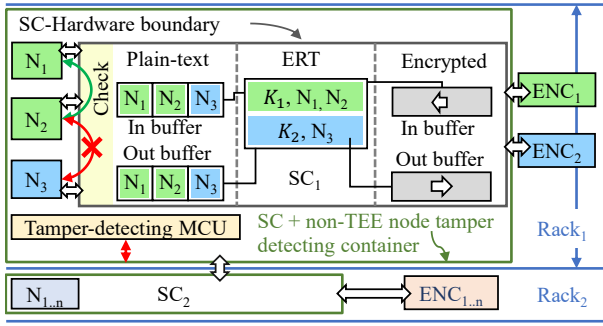 SC-Hardware boundary
N1
N2
N3
Check
Plain-text
ERT
Encrypted
N1 N2 N3
In buffer
Out buffer
N1 N2 N3
K1, N1, N2
K2, N3
SC1
In buffer
Out buffer
ENC1
ENC2
Tamper-detecting MCU
SC + non-TEE node tamper
detecting container
Rack1
N1..n
SC2
ENC1..n
Rack2